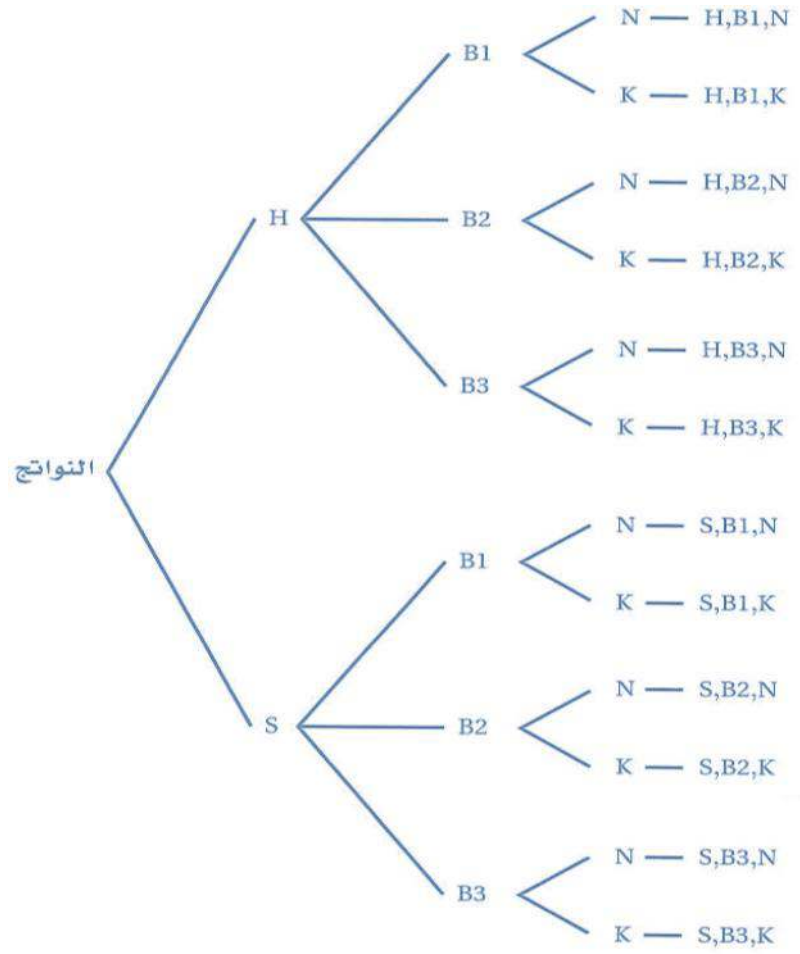 N — H,B1,N
B1
K — H,B1,K
N — H,B2,N
H B2
K — H,B2,K
N — H,B3,N
B3
K — H,B3,K
النواتج
N — S,B1,N
B1
K — S,B1,K
N — S,B2,N
S B2
K — S,B2,K
N — S,B3,N
B3
K — S,B3,K